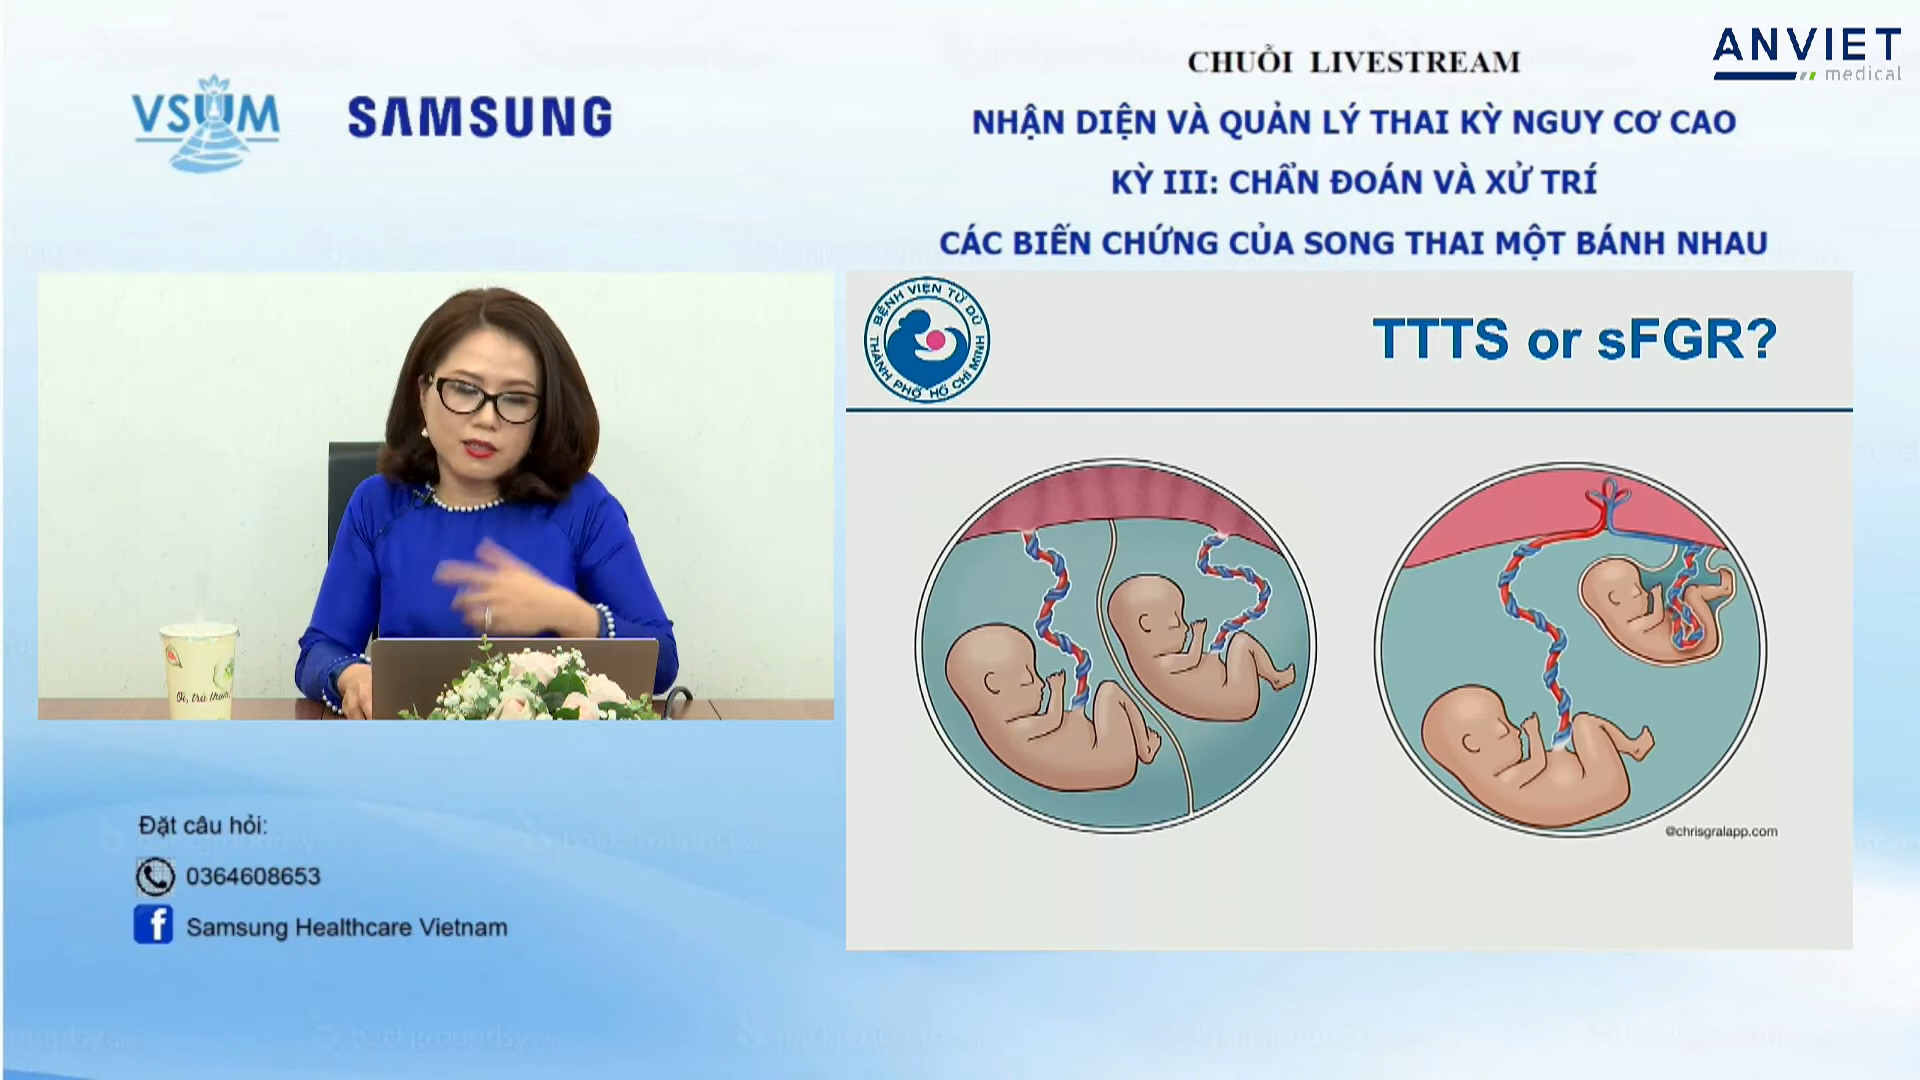 VSUM
SAMSUNG
ANVIET
medical
CHUỖI LIVESTREAM
NHẬN DIỆN VÀ QUẢN LÝ THAI KỲ NGUY CƠ CAO
KỲ III: CHẨN ĐOÁN VÀ XỬ TRÍ
CÁC BIẾN CHỨNG CỦA SONG THAI MỘT BÁNH NHAU
BỆNH VIỆN TỪ DŨ
THÀNH PHỐ HỒ CHÍ MINH
TTTS or sFGR?
@chrisgralapp.com
Đặt câu hỏi:
0364608653
f Samsung Healthcare Vietnam